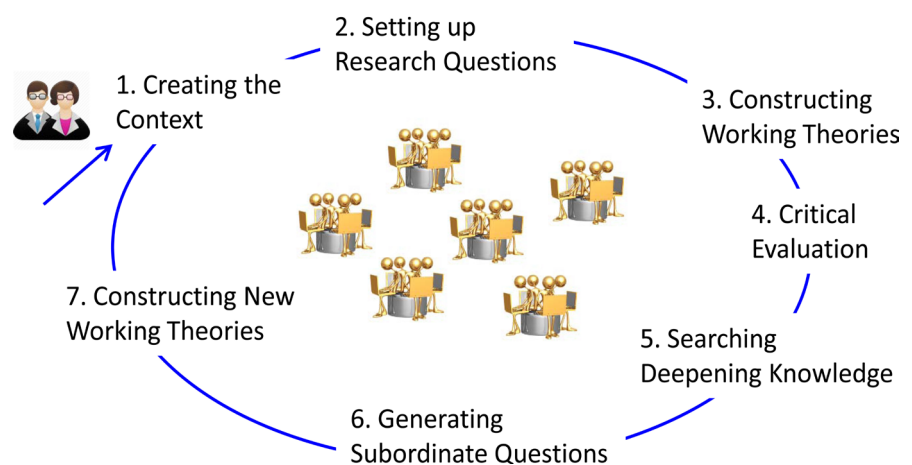 1. Creating the
Context
2. Setting up
Research Questions
3. Constructing
Working Theories
4. Critical
Evaluation
5. Searching
Deepening Knowledge
6. Generating
Subordinate Questions
7. Constructing New
Working Theories